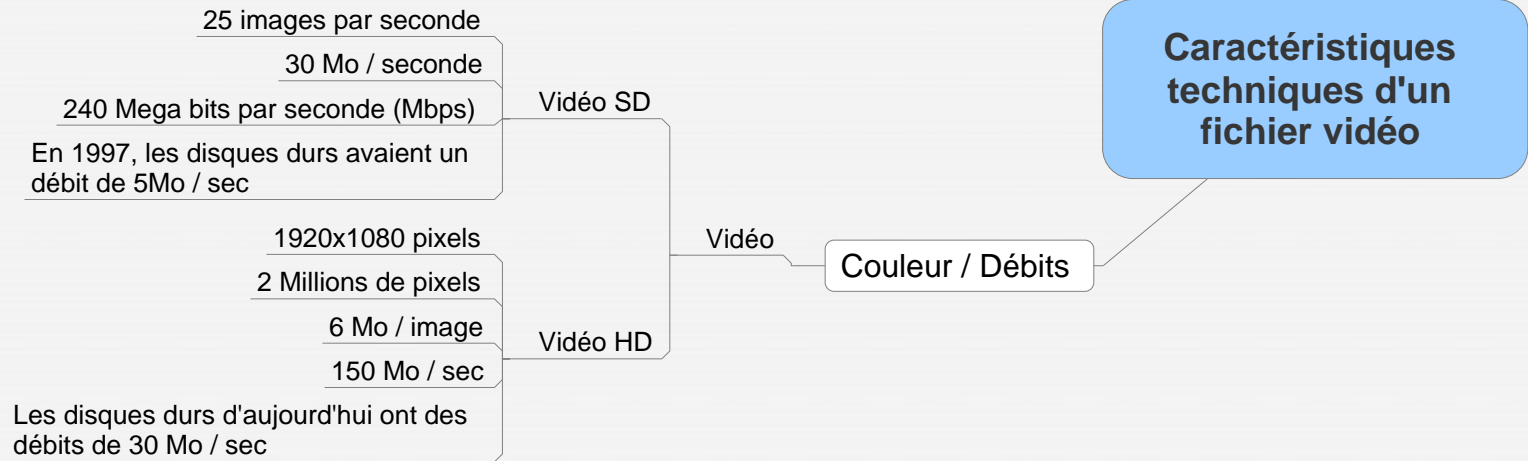 Caractéristiques
techniques d'un
fichier vidéo
Couleur / Débits
Vidéo
Vidéo SD
25 images par seconde
30 Mo / seconde
240 Mega bits par seconde (Mbps)
En 1997, les disques durs avaient un
débit de 5Mo / sec
Vidéo HD
1920x1080 pixels
2 Millions de pixels
6 Mo / image
150 Mo / sec
Les disques durs d'aujourd'hui ont des
débits de 30 Mo / sec